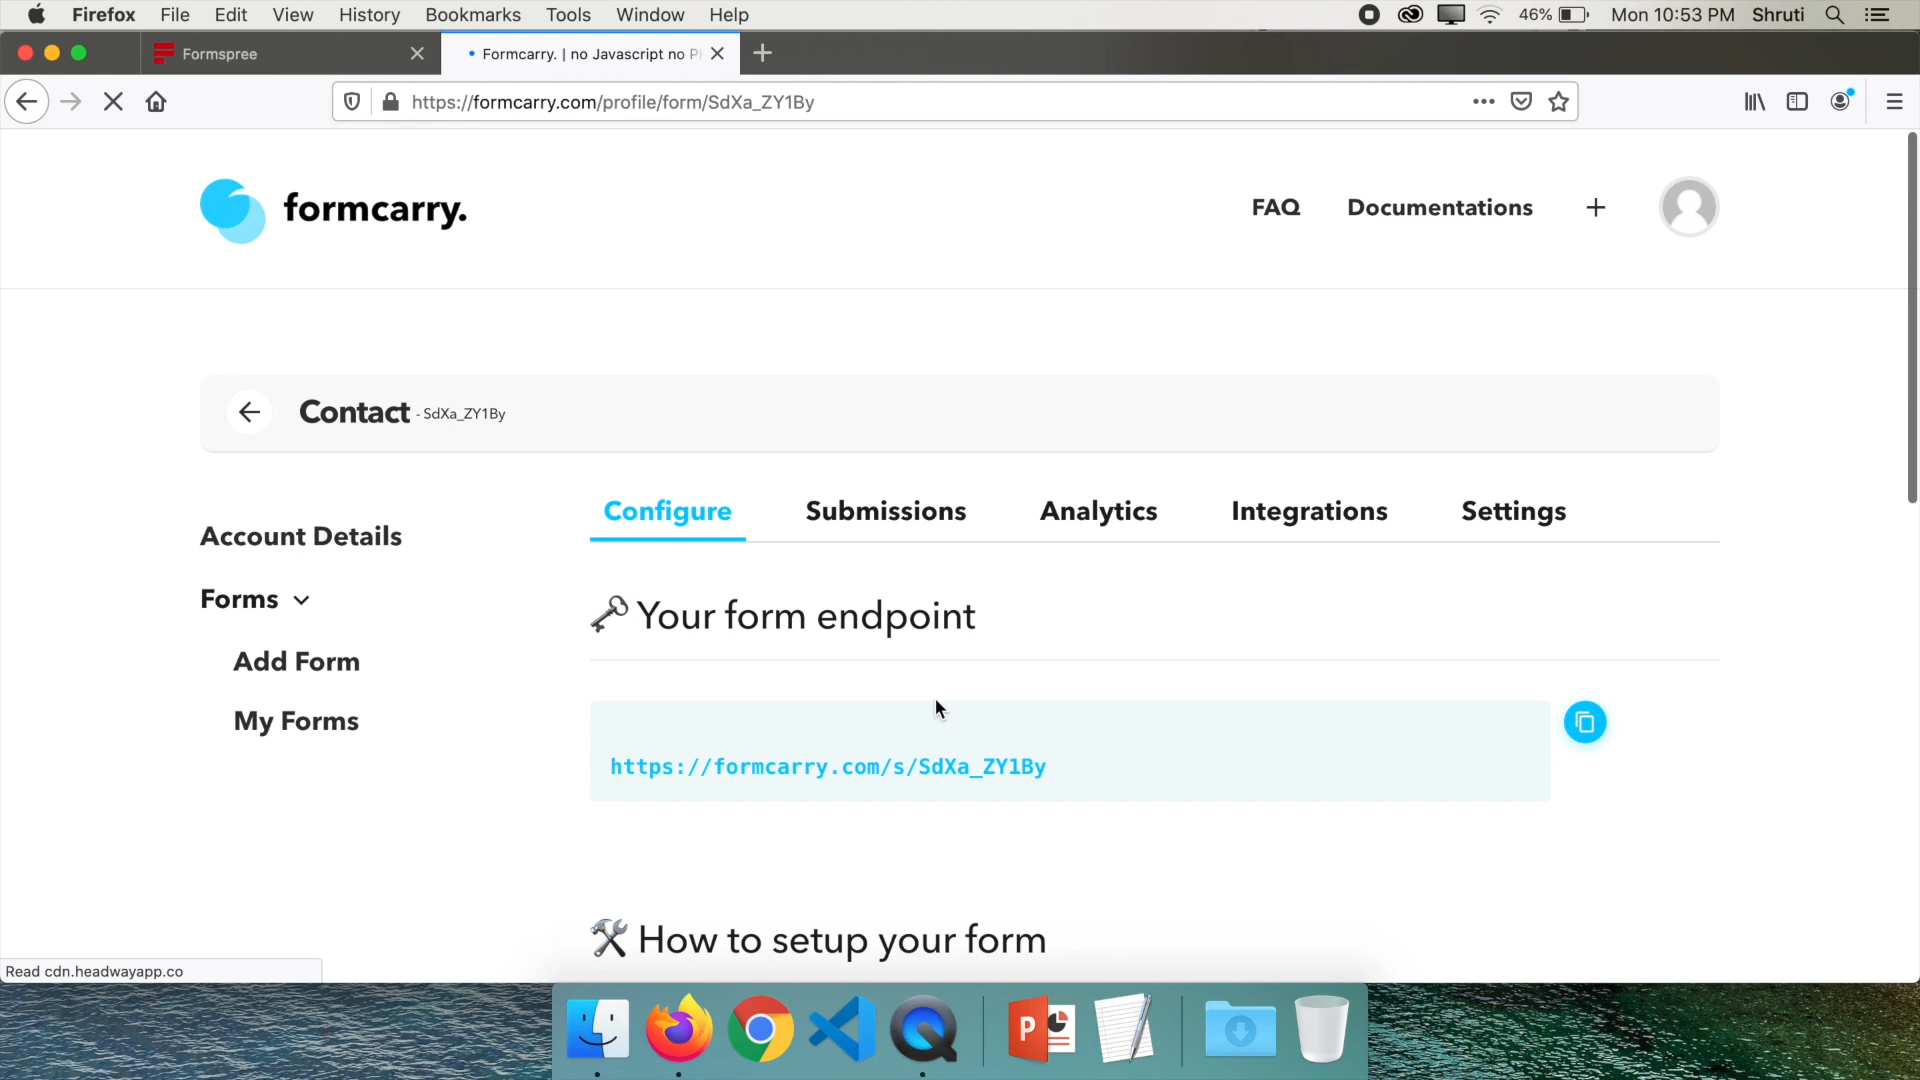 Firefox File Edit View History Bookmarks Tools Window Help 46% Mon 10:53 PM Shruti
Formspree Formcarry. | no Javascript no P
https://formcarry.com/profile/form/SdXa_ZY1By
formcarry. FAQ Documentations +
Contact - SdXa_ZY1By
Configure Submissions Analytics Integrations Settings
Account Details
Forms
Add Form
My Forms
Your form endpoint
https://formcarry.com/s/SdXa_ZY1By
How to setup your form
Read cdn.headwayapp.co